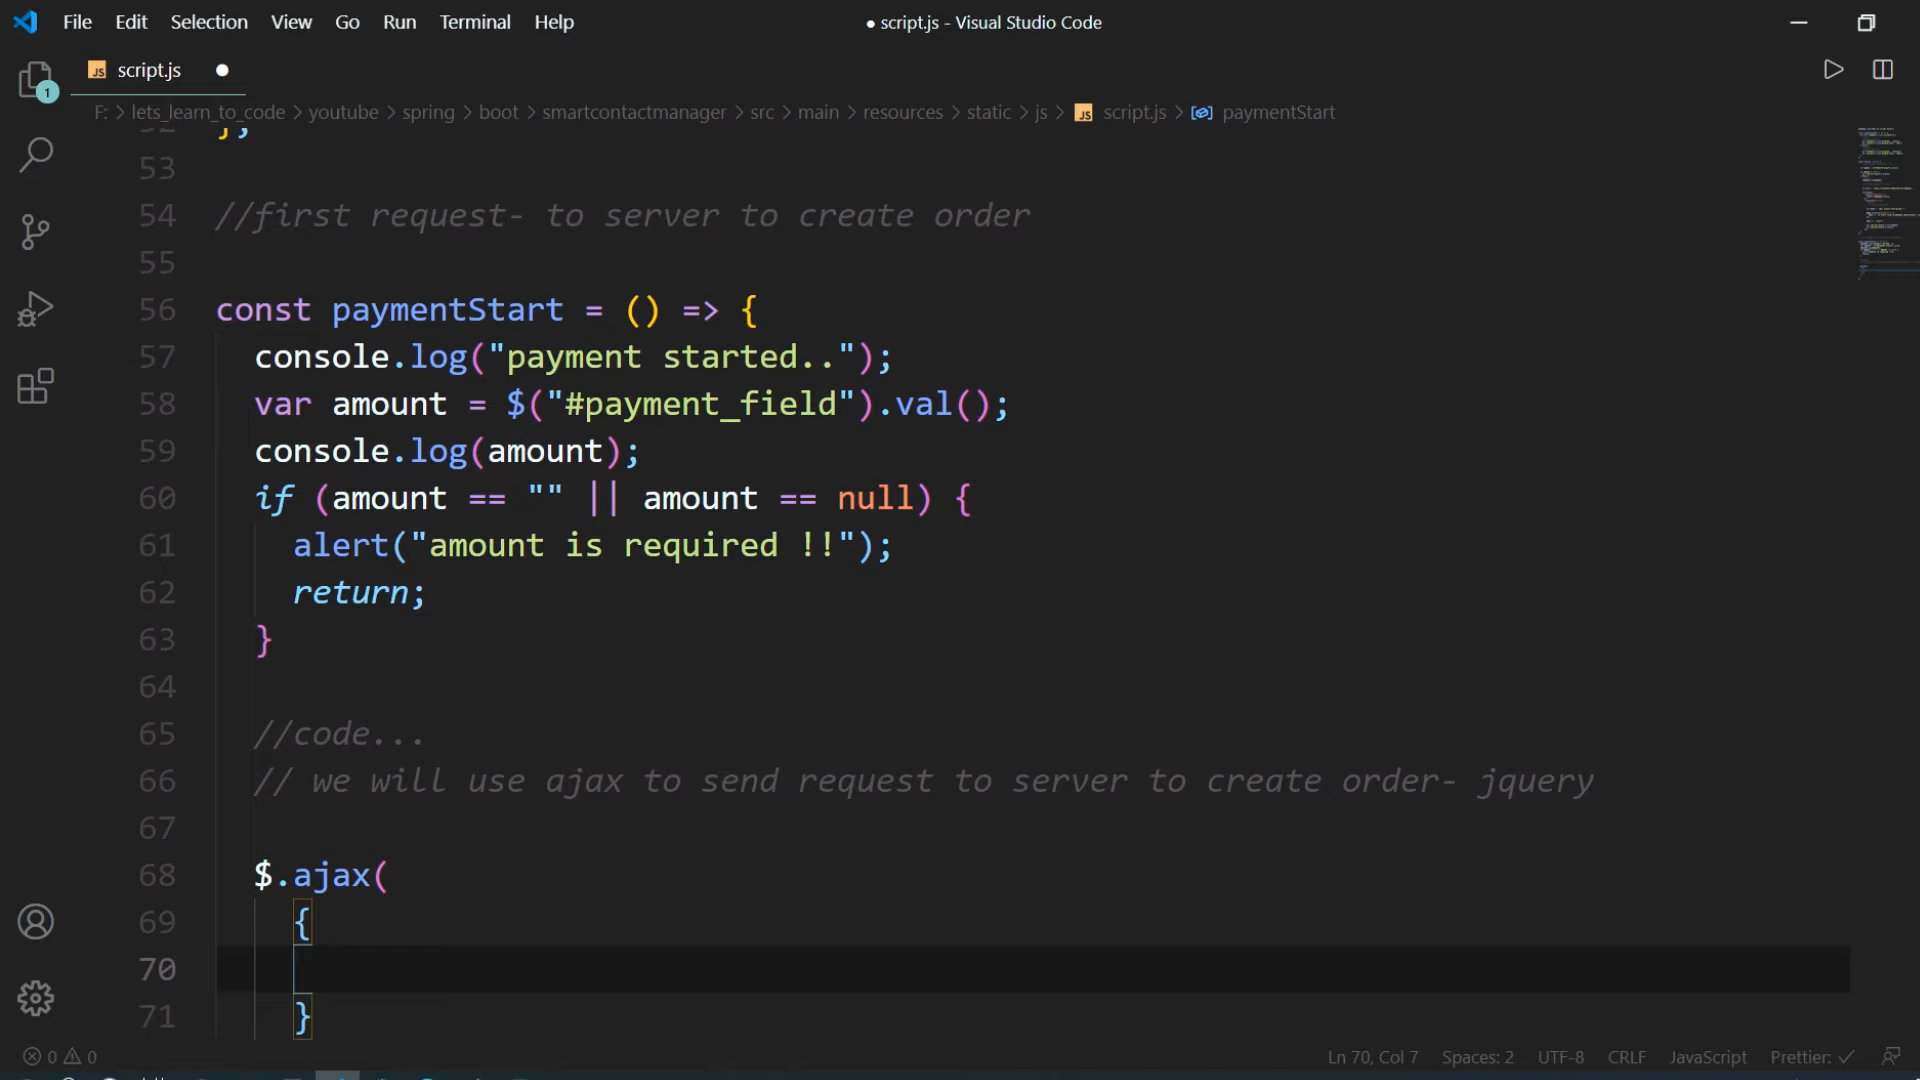 File Edit Selection View Go Run Terminal Help
● script.js - Visual Studio Code
JS script.js ●
1
F: > lets_learn_to_code > youtube > spring > boot > smartcontactmanager > src > main > resources > static > js > JS script.js > paymentStart
52 };
53
54 //first request- to server to create order
55
56 const paymentStart = () => {
57 console.log("payment started..");
58 var amount = $("#payment_field").val();
59 console.log(amount);
60 if (amount == "" || amount == null) {
61 alert("amount is required !!");
62 return;
63 }
64
65 //code...
66 // we will use ajax to send request to server to create order- jquery
67
68 $.ajax(
69 {
70
71 }
0 0 Ln 70, Col 7 Spaces: 2 UTF-8 CRLF JavaScript Prettier: ✓